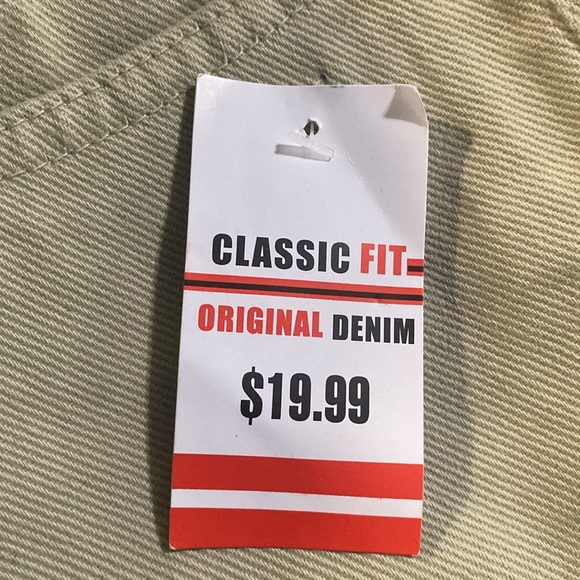 CLASSIC FIT
ORIGINAL DENIM
$19.99